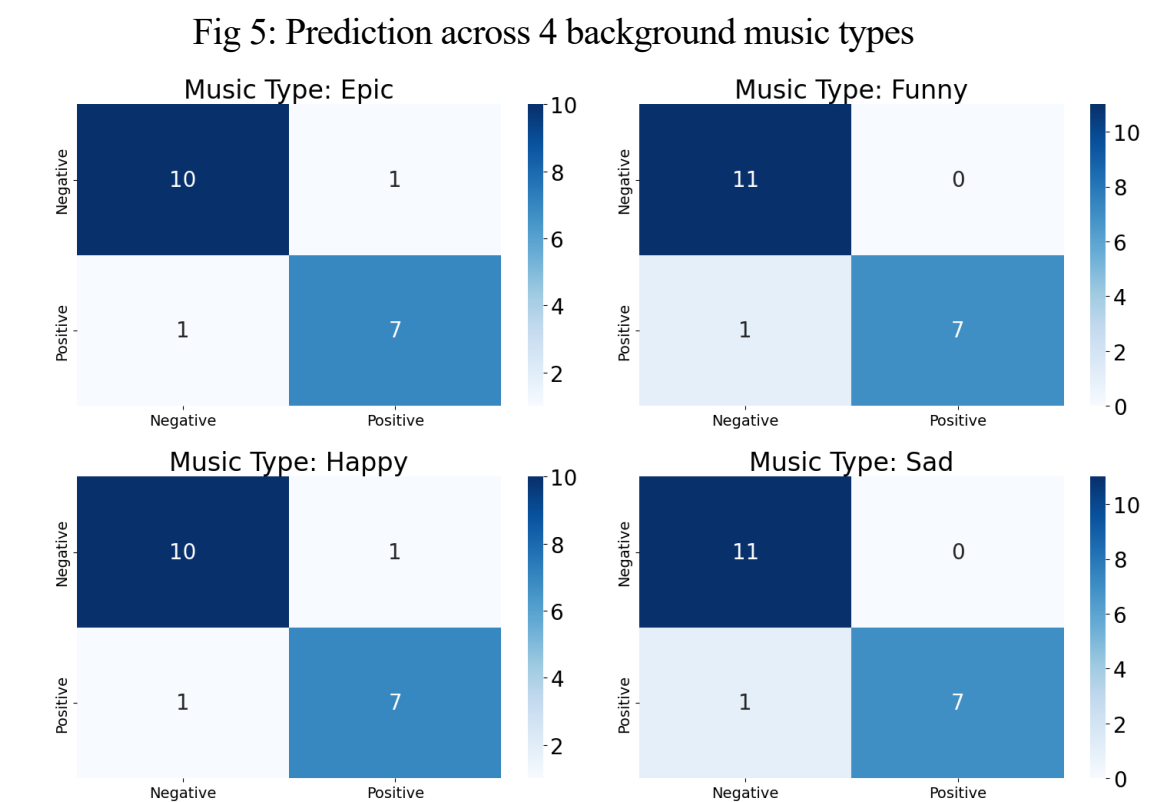 Fig 5: Prediction across 4 background music types
Music Type: Epic
Negative
10
1
Positive
1
7
Negative Positive
10
8
6
4
2
Music Type: Funny
Negative
11
0
Positive
1
7
Negative Positive
10
8
6
4
2
0
Music Type: Happy
Negative
10
1
Positive
1
7
Negative Positive
10
8
6
4
2
Music Type: Sad
Negative
11
0
Positive
1
7
Negative Positive
10
8
6
4
2
0